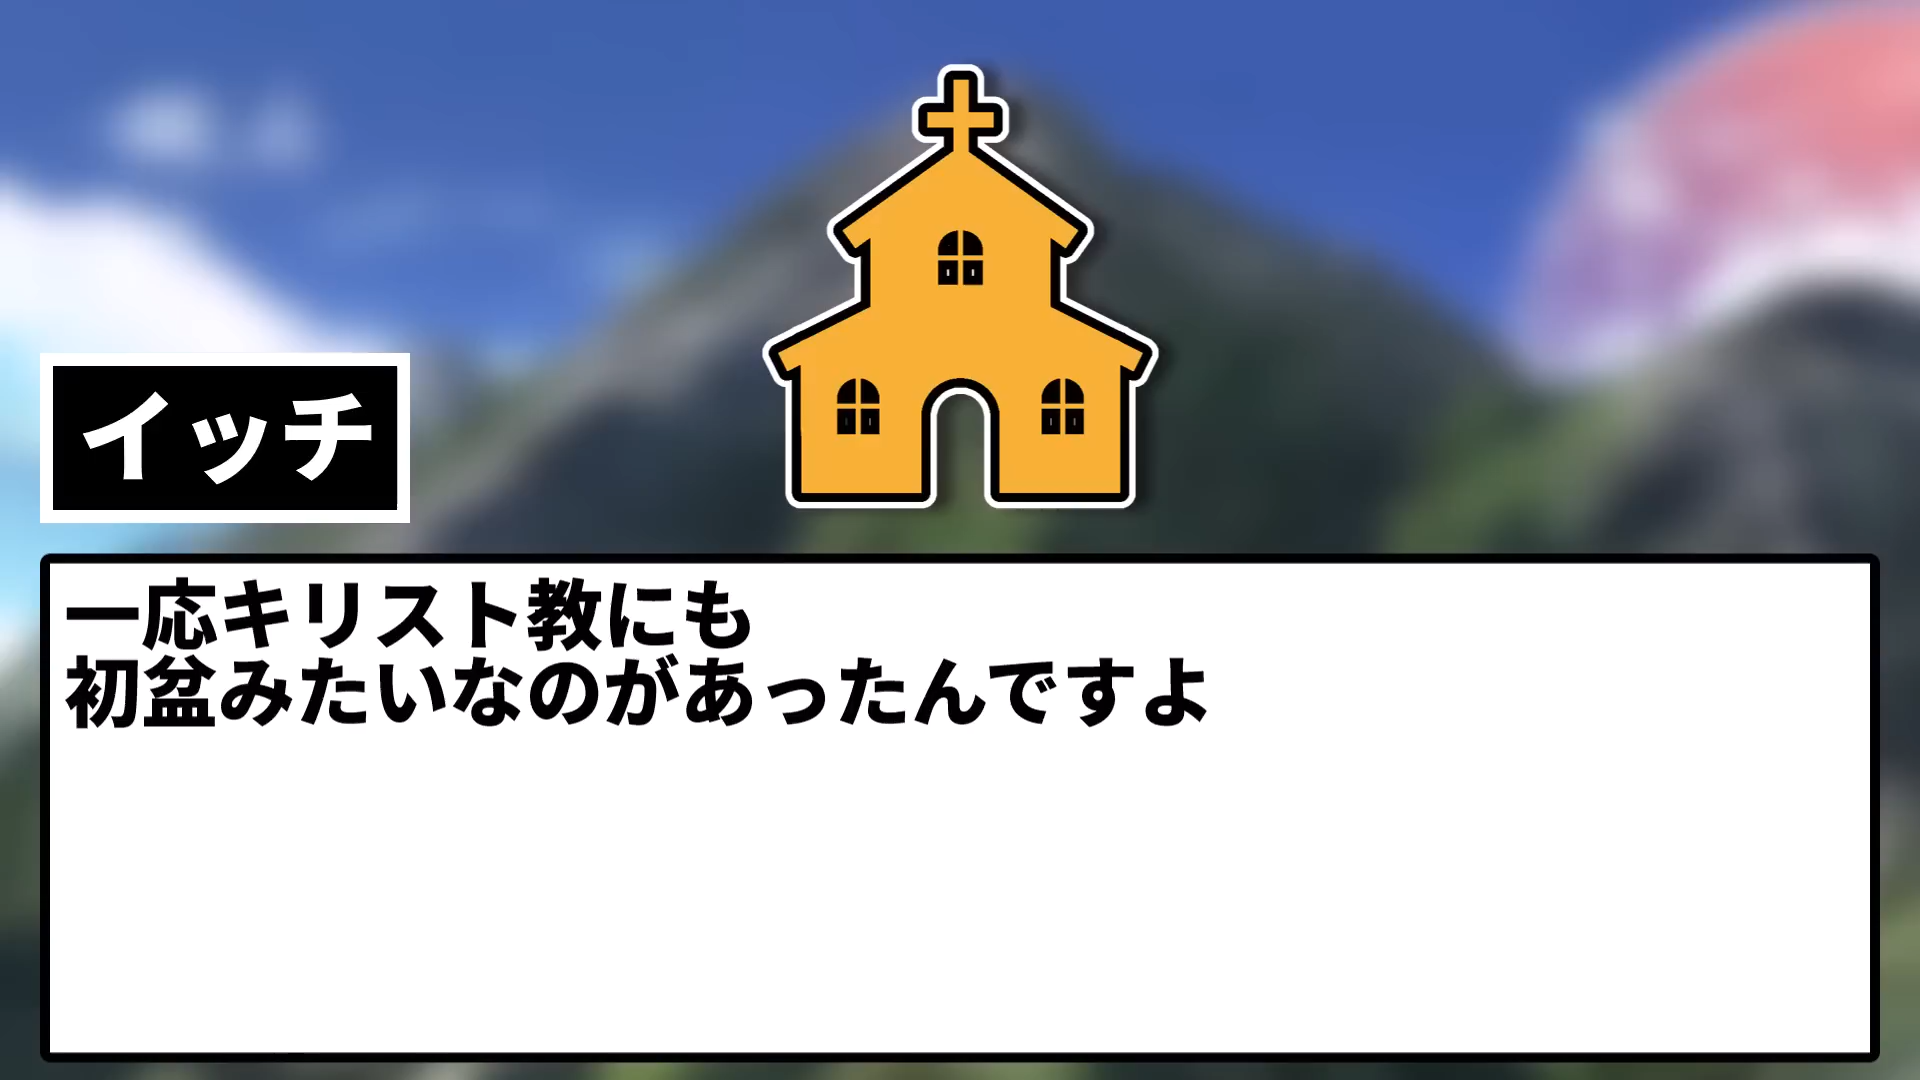 イッチ
一応キリスト教にも
初盆みたいなのがあったんですよ